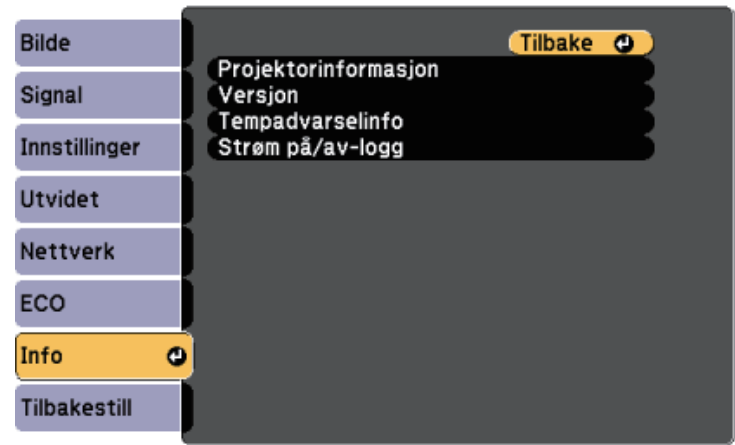 Bilde
Signal
Innstillinger
Utvidet
Nettverk
ECO
Info
Tilbakestill
Tilbake
Projektorinformasjon
Versjon
Tempadvarselinfo
Strøm på/av-logg